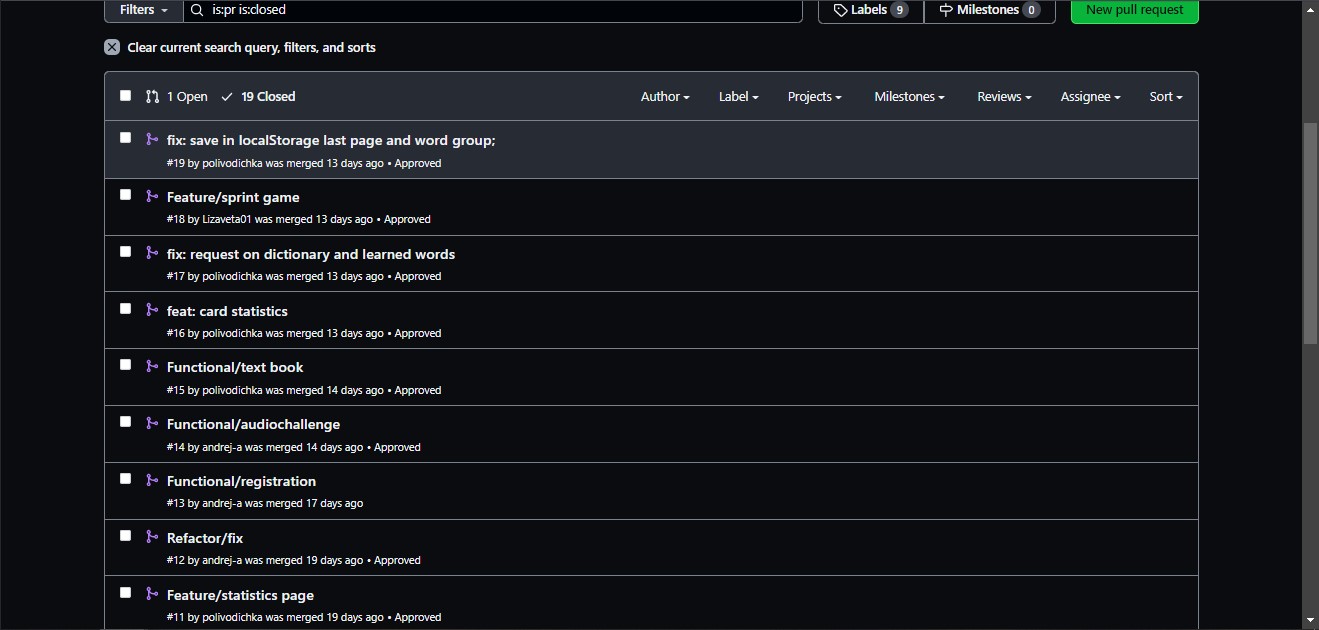 Filters is:pr is:closed Labels 9 Milestones 0 New pull request
Clear current search query, filters, and sorts
1 Open 19 Closed Author Label Projects Milestones Reviews Assignee Sort
fix: save in localStorage last page and word group;
#19 by polivodichka was merged 13 days ago • Approved
Feature/sprint game
#18 by Lizaveta01 was merged 13 days ago • Approved
fix: request on dictionary and learned words
#17 by polivodichka was merged 13 days ago • Approved
feat: card statistics
#16 by polivodichka was merged 13 days ago • Approved
Functional/text book
#15 by polivodichka was merged 14 days ago • Approved
Functional/audiochallenge
#14 by andrej-a was merged 14 days ago • Approved
Functional/registration
#13 by andrej-a was merged 17 days ago
Refactor/fix
#12 by andrej-a was merged 19 days ago • Approved
Feature/statistics page
#11 by polivodichka was merged 19 days ago • Approved